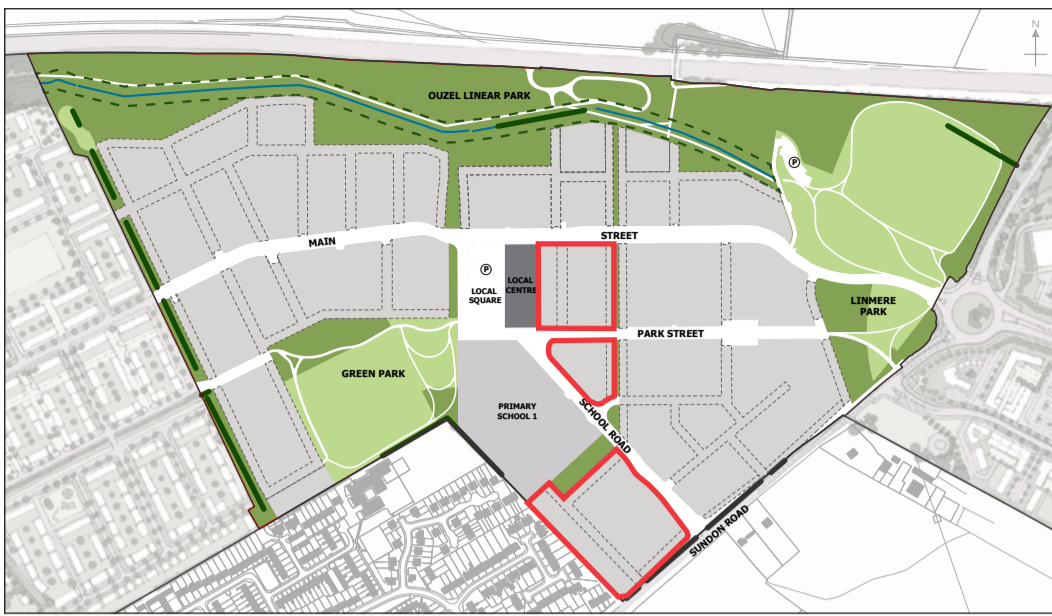 N
OUZEL LINEAR PARK
P
MAIN
STREET
P
LOCAL
SQUARE
LOCAL
CENTRE
LINMERE
PARK
PARK STREET
GREEN PARK
PRIMARY
SCHOOL 1
SCHOOL ROAD
SUNDON ROAD